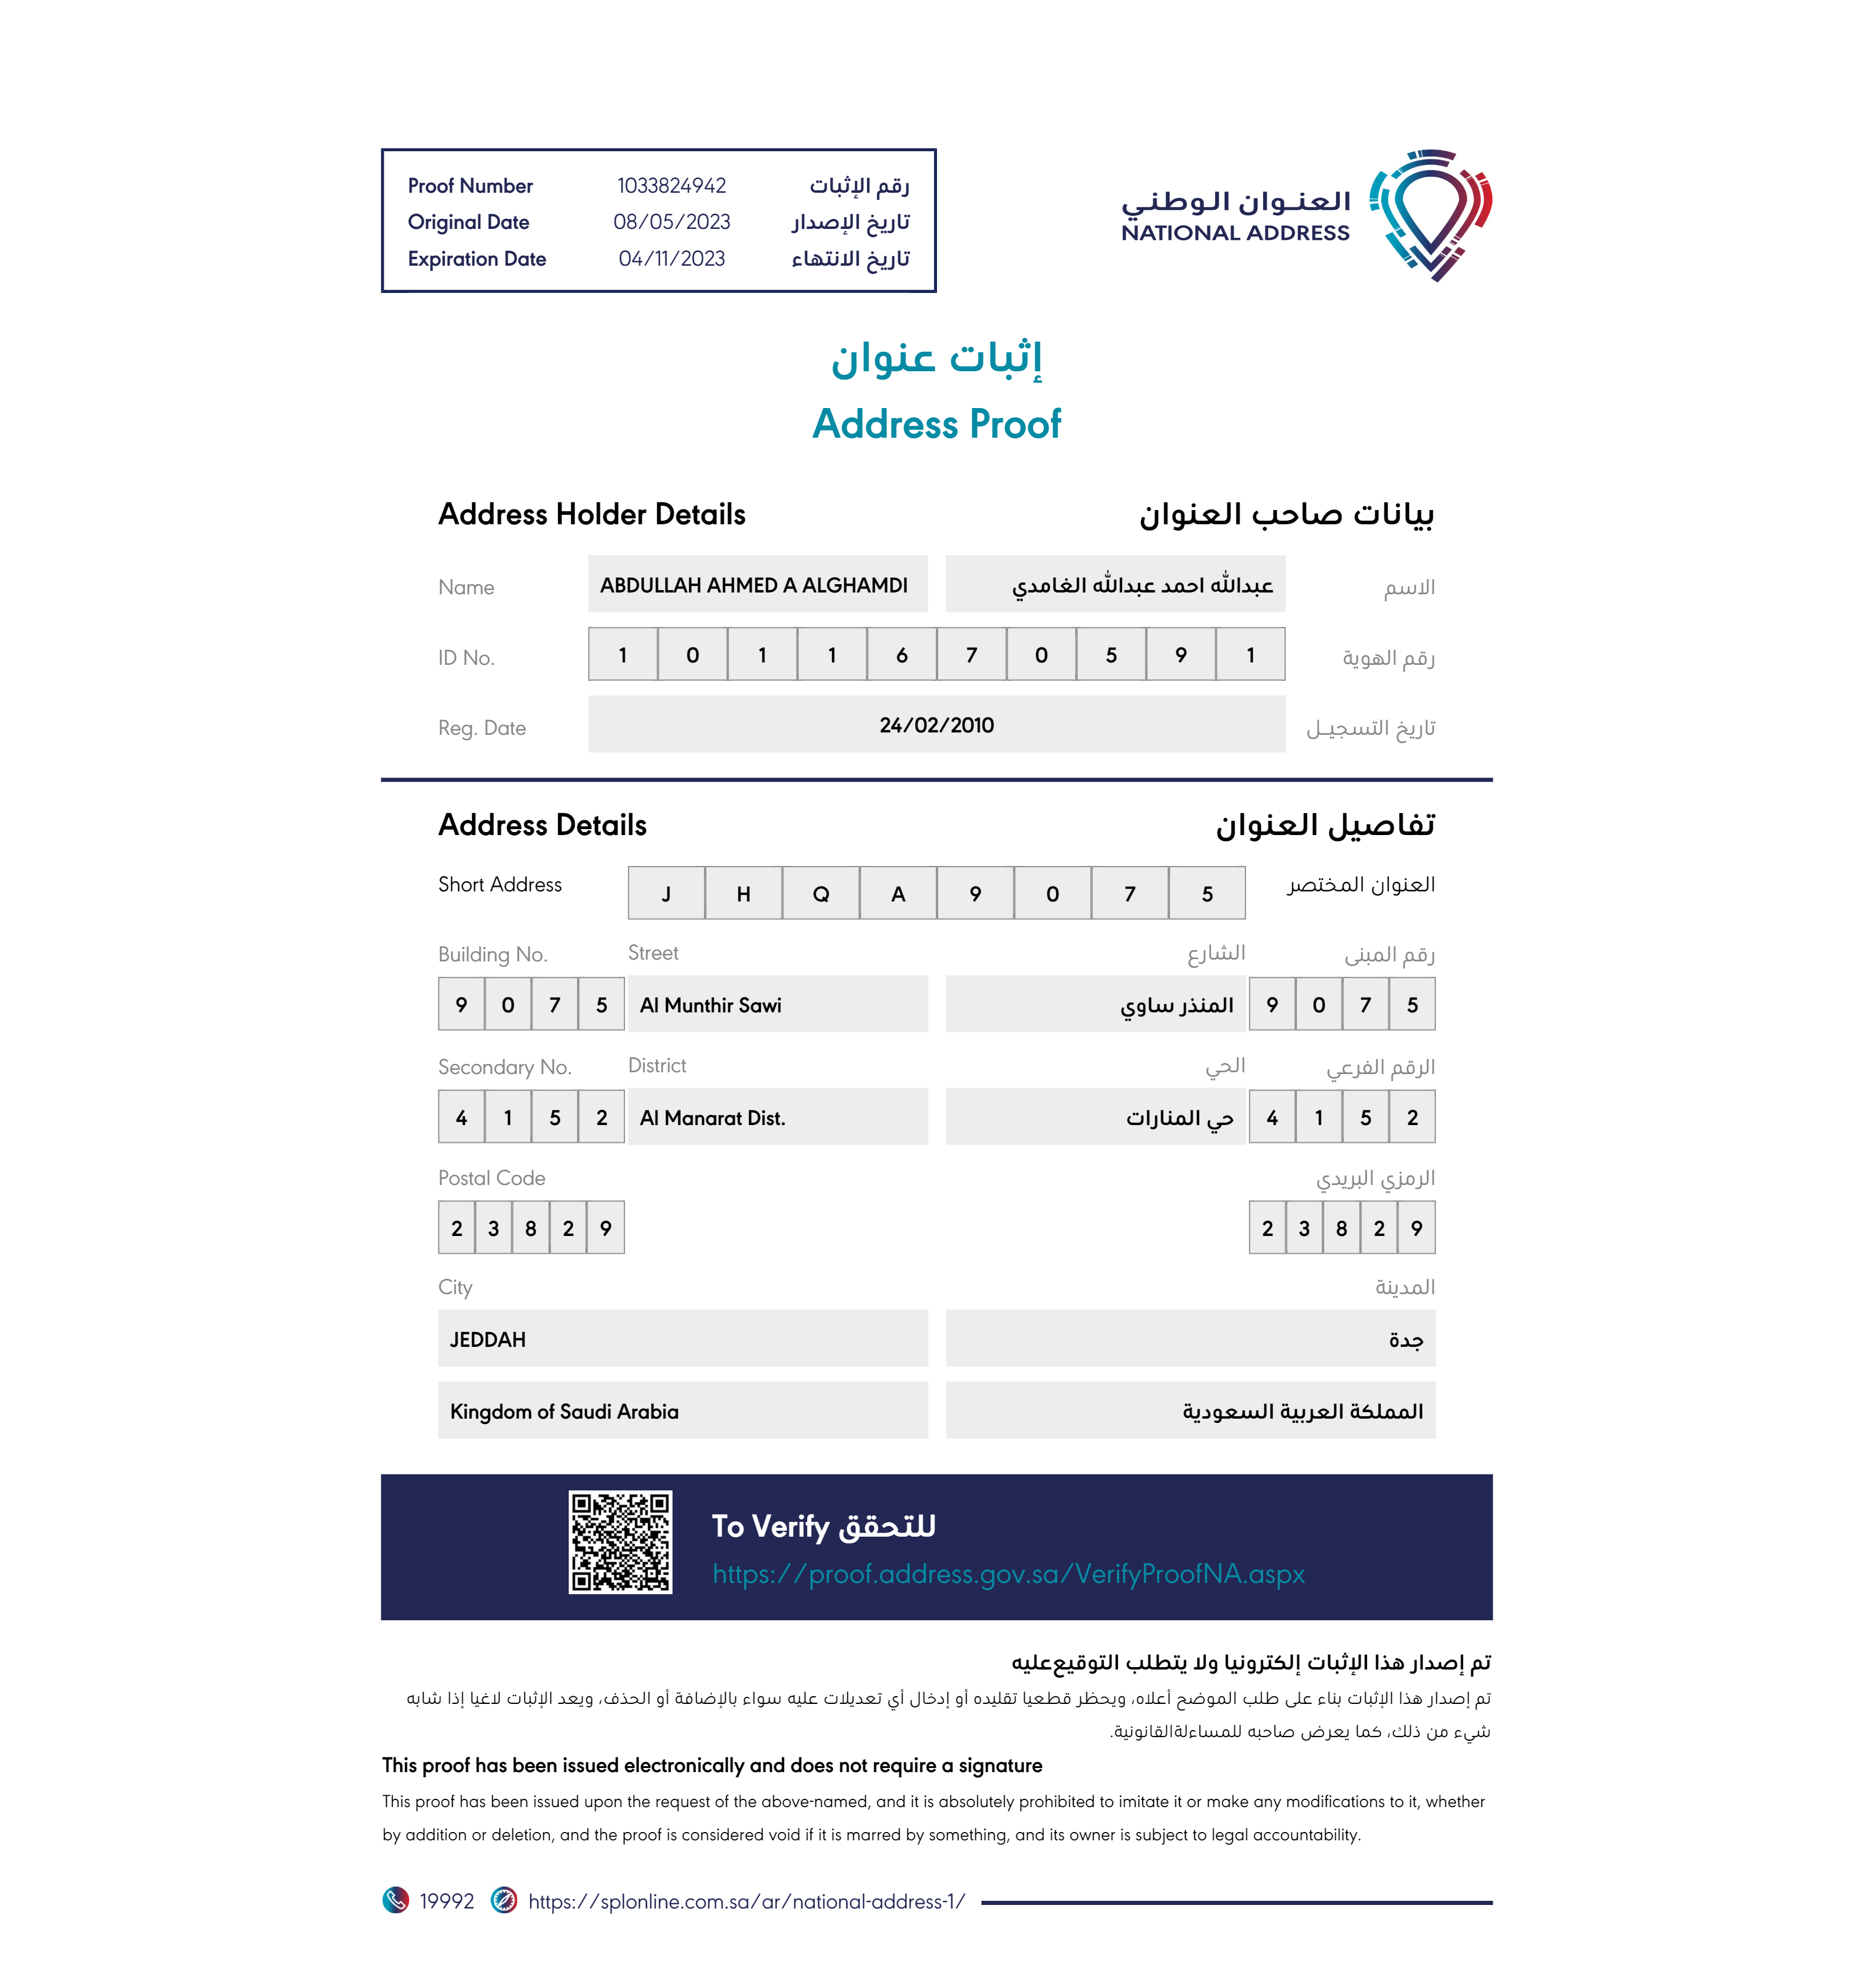 Proof Number 1033824942 رقم الإثبات
Original Date 08/05/2023 تاريخ الإصدار
Expiration Date 04/11/2023 تاريخ الانتهاء
العنوان الوطني
NATIONAL ADDRESS
إثبات عنوان
Address Proof
Address Holder Details بيانات صاحب العنوان
Name ABDULLAH AHMED A ALGHAMDI عبدالله احمد عبدالله الغامدي الاسم
ID No. 1 0 1 1 6 7 0 5 9 1 رقم الهوية
Reg. Date 24/02/2010 تاريخ التسجيـل
Address Details تفاصيل العنوان
Short Address J H Q A 9 0 7 5 العنوان المختصر
Building No. Street الشارع رقم المبنى
9 0 7 5 Al Munthir Sawi المنذر ساوي 9 0 7 5
Secondary No. District الحي الرقم الفرعي
4 1 5 2 Al Manarat Dist. حي المنارات 4 1 5 2
Postal Code الرمزي البريدي
2 3 8 2 9 2 3 8 2 9
City المدينة
JEDDAH جدة
Kingdom of Saudi Arabia المملكة العربية السعودية
To Verify للتحقق
https://proof.address.gov.sa/VerifyProofNA.aspx
تم إصدار هذا الإثبات إلكترونيا ولا يتطلب التوقيع‌عليه
تم إصدار هذا الإثبات بناء على طلب الموضح أعلاه، ويحظر قطعيا تقليده أو إدخال أي تعديلات عليه سواء بالإضافة أو الحذف، ويعد الإثبات لاغيا إذا شابه
شيء من ذلك، كما يعرض صاحبه للمساءلةالقانونية.
This proof has been issued electronically and does not require a signature
This proof has been issued upon the request of the above-named, and it is absolutely prohibited to imitate it or make any modifications to it, whether
by addition or deletion, and the proof is considered void if it is marred by something, and its owner is subject to legal accountability.
19992 https://splonline.com.sa/ar/national-address-1/